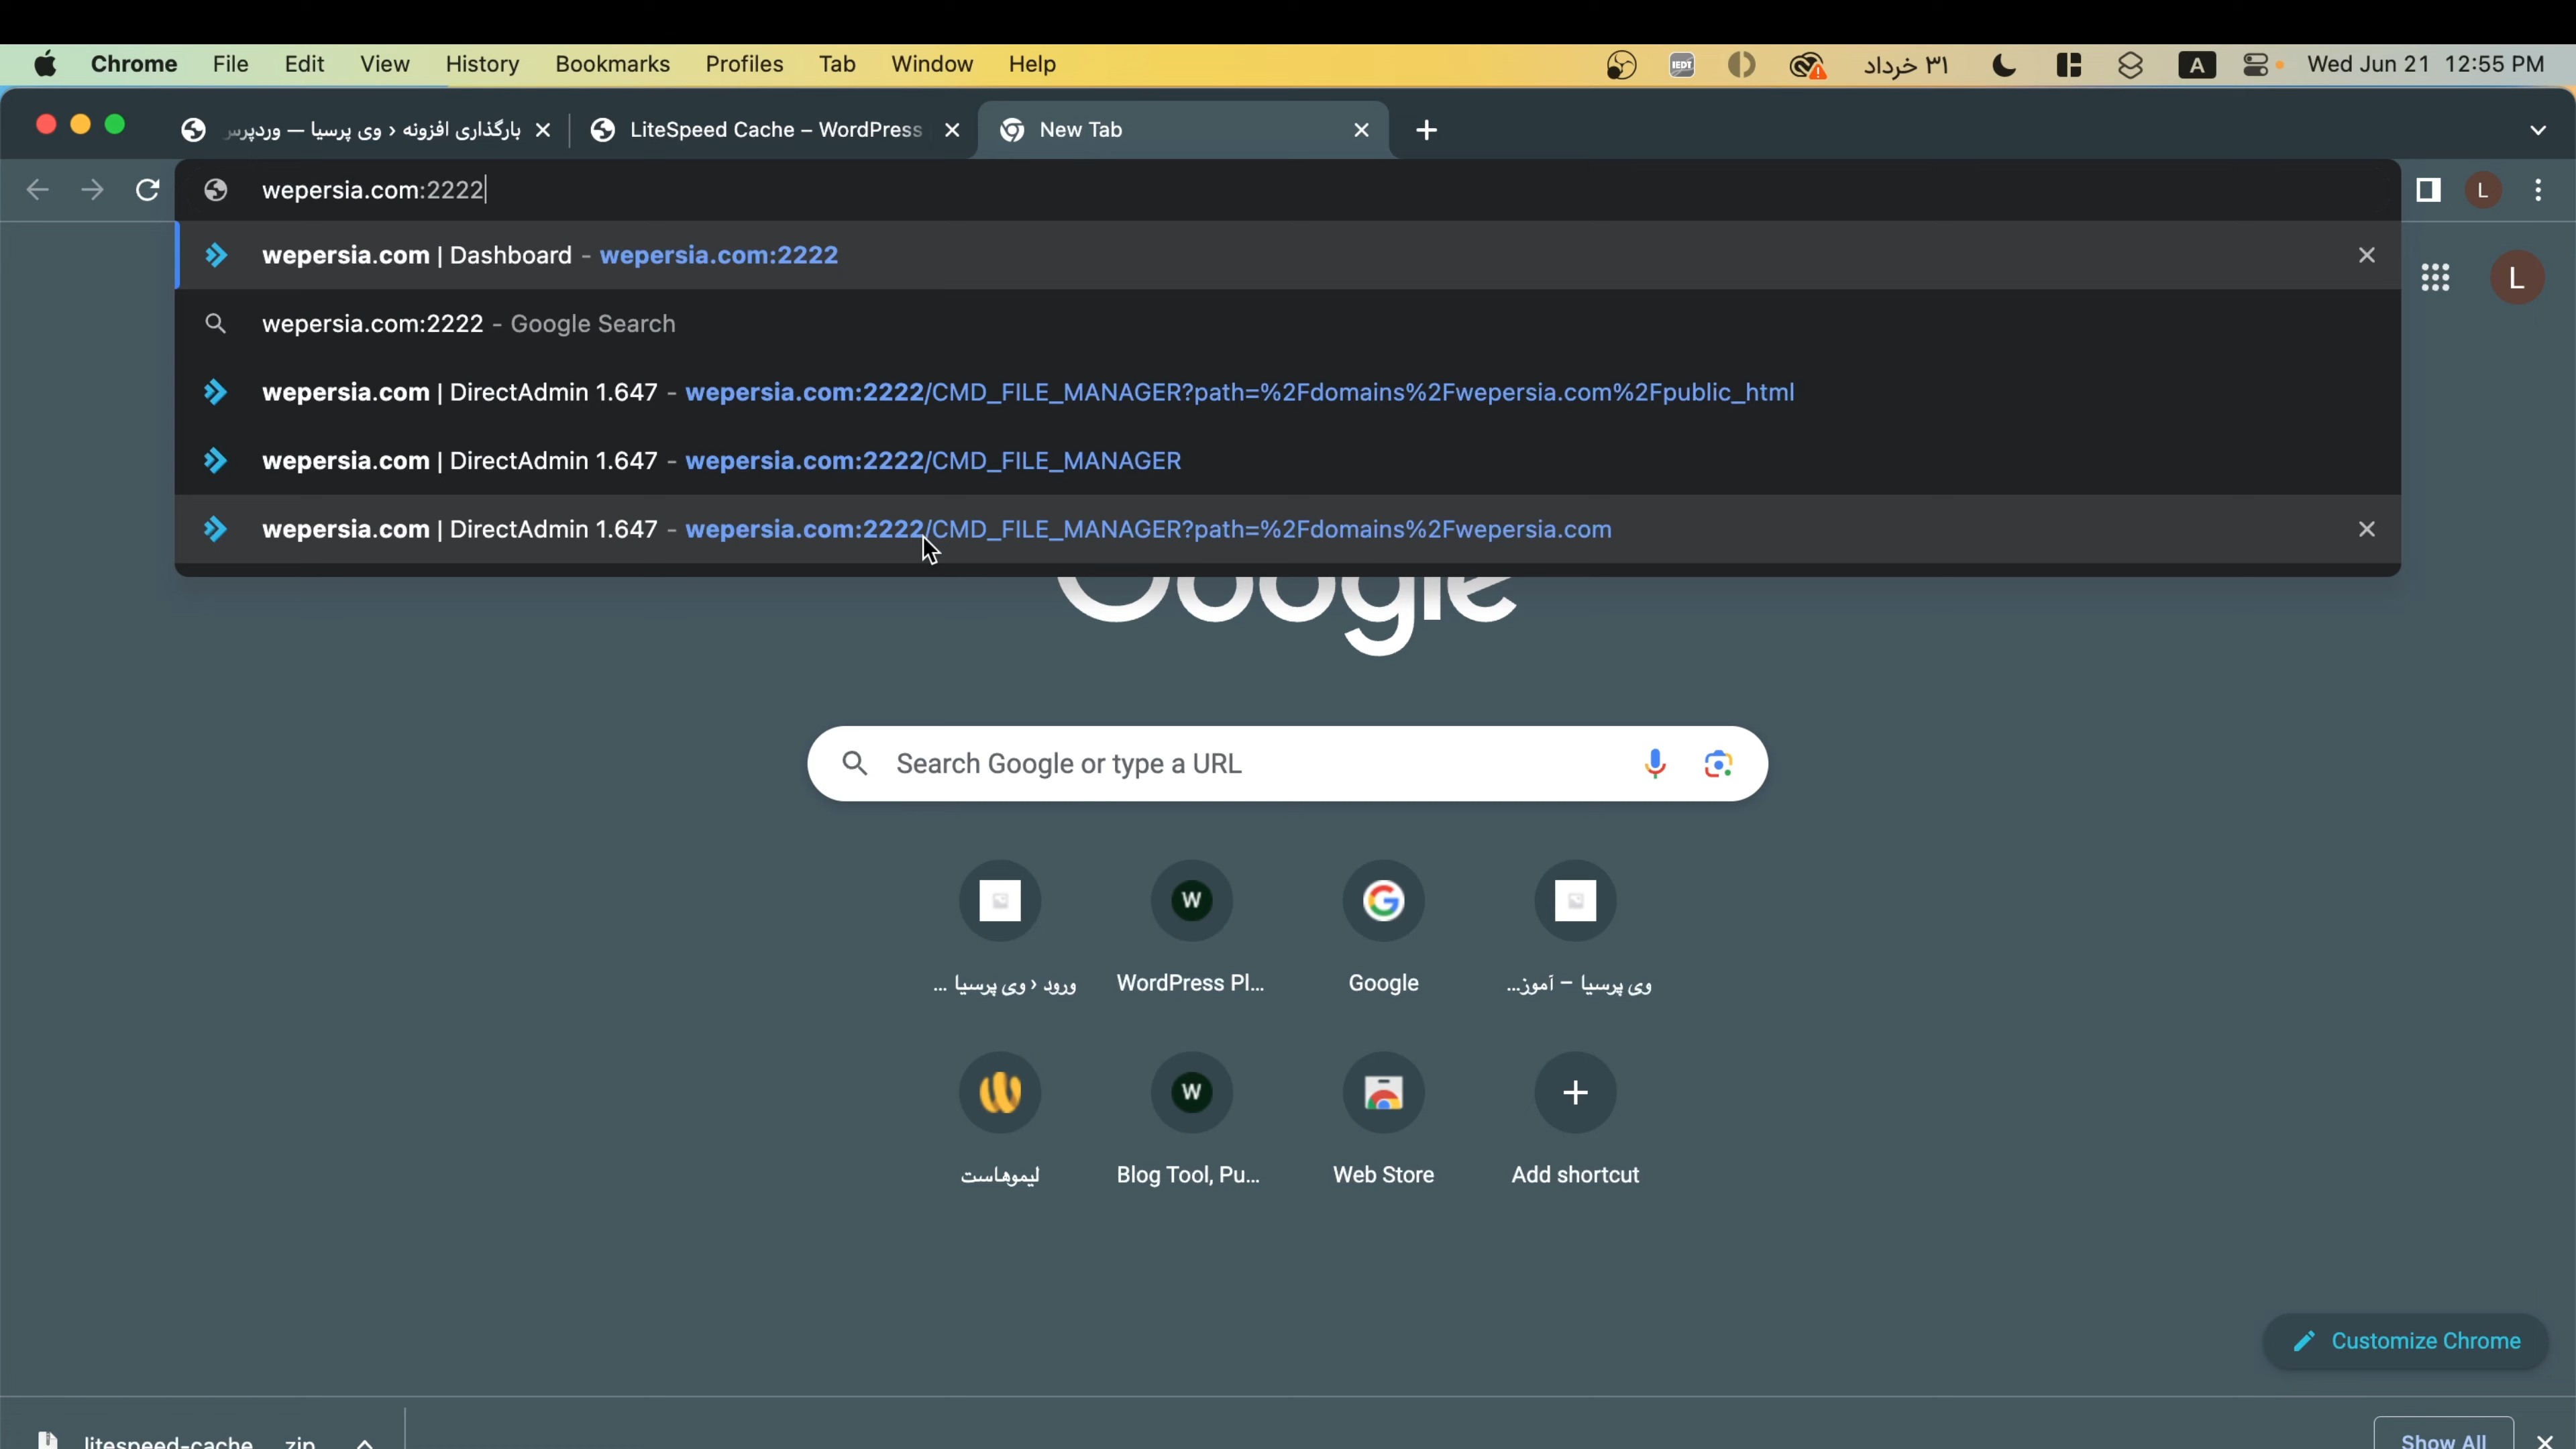 Chrome File Edit View History Bookmarks Profiles Tab Window Help IEDT ۳۱ خرداد A Wed Jun 21 12:55 PM
بارگذاری افزونه ‹ وی پرسیا — وردپرس LiteSpeed Cache – WordPress New Tab
wepersia.com:2222 L
wepersia.com | Dashboard - wepersia.com:2222
L
wepersia.com:2222 - Google Search
wepersia.com | DirectAdmin 1.647 - wepersia.com:2222/CMD_FILE_MANAGER?path=%2Fdomains%2Fwepersia.com%2Fpublic_html
wepersia.com | DirectAdmin 1.647 - wepersia.com:2222/CMD_FILE_MANAGER
wepersia.com | DirectAdmin 1.647 - wepersia.com:2222/CMD_FILE_MANAGER?path=%2Fdomains%2Fwepersia.com
Google
Search Google or type a URL
W
ورود ‹ وی پرسیا ... WordPress Pl... Google وی پرسیا – آموز...
W
لیموهاست Blog Tool, Pu... Web Store Add shortcut
Customize Chrome
litespeed-cache....zip Show All